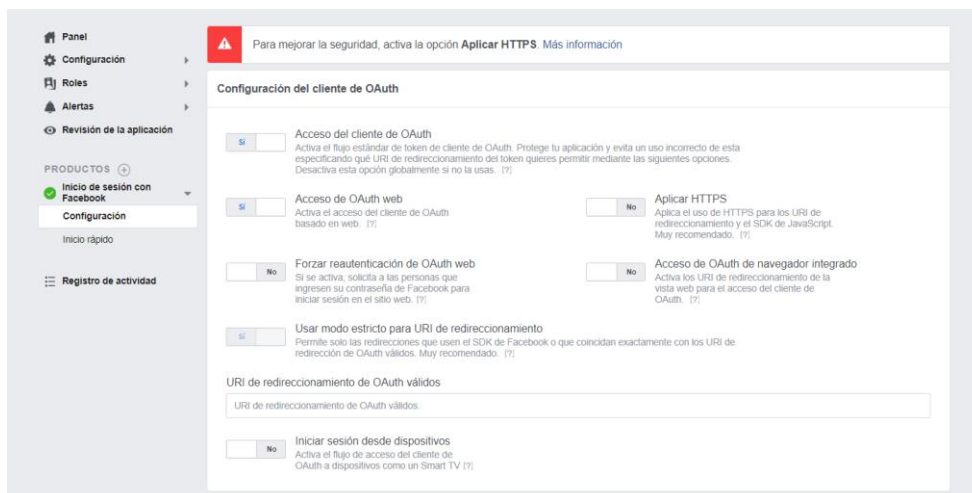 Panel
Configuración
Roles
Alertas
Revisión de la aplicación
PRODUCTOS
Inicio de sesión con
Facebook
Configuración
Inicio rápido
Registro de actividad
Para mejorar la seguridad, activa la opción Aplicar HTTPS. Más información
Configuración del cliente de OAuth
Sí
Acceso del cliente de OAuth
Activa el flujo estándar de token de cliente de OAuth. Protege tu aplicación y evita un uso incorrecto de esta
especificando qué URI de redireccionamiento del token quieres permitir mediante las siguientes opciones.
Desactiva esta opción globalmente si no la usas. [?]
Sí
Acceso de OAuth web
Activa el acceso del cliente de OAuth
basado en web. [?]
No
Aplicar HTTPS
Aplica el uso de HTTPS para los URI de
redireccionamiento y el SDK de JavaScript.
Muy recomendado. [?]
No
Forzar reautenticación de OAuth web
Si se activa, solicita a las personas que
ingresen su contraseña de Facebook para
iniciar sesión en el sitio web. [?]
No
Acceso de OAuth de navegador integrado
Activa los URI de redireccionamiento de la
vista web para el acceso del cliente de
OAuth. [?]
Sí
Usar modo estricto para URI de redireccionamiento
Permite solo las redirecciones que usen el SDK de Facebook o que coincidan exactamente con los URI de
redirección de OAuth válidos. Muy recomendado. [?]
URI de redireccionamiento de OAuth válidos
URI de redireccionamiento de OAuth válidos.
No
Iniciar sesión desde dispositivos
Activa el flujo de acceso del cliente de
OAuth a dispositivos como un Smart TV [?]